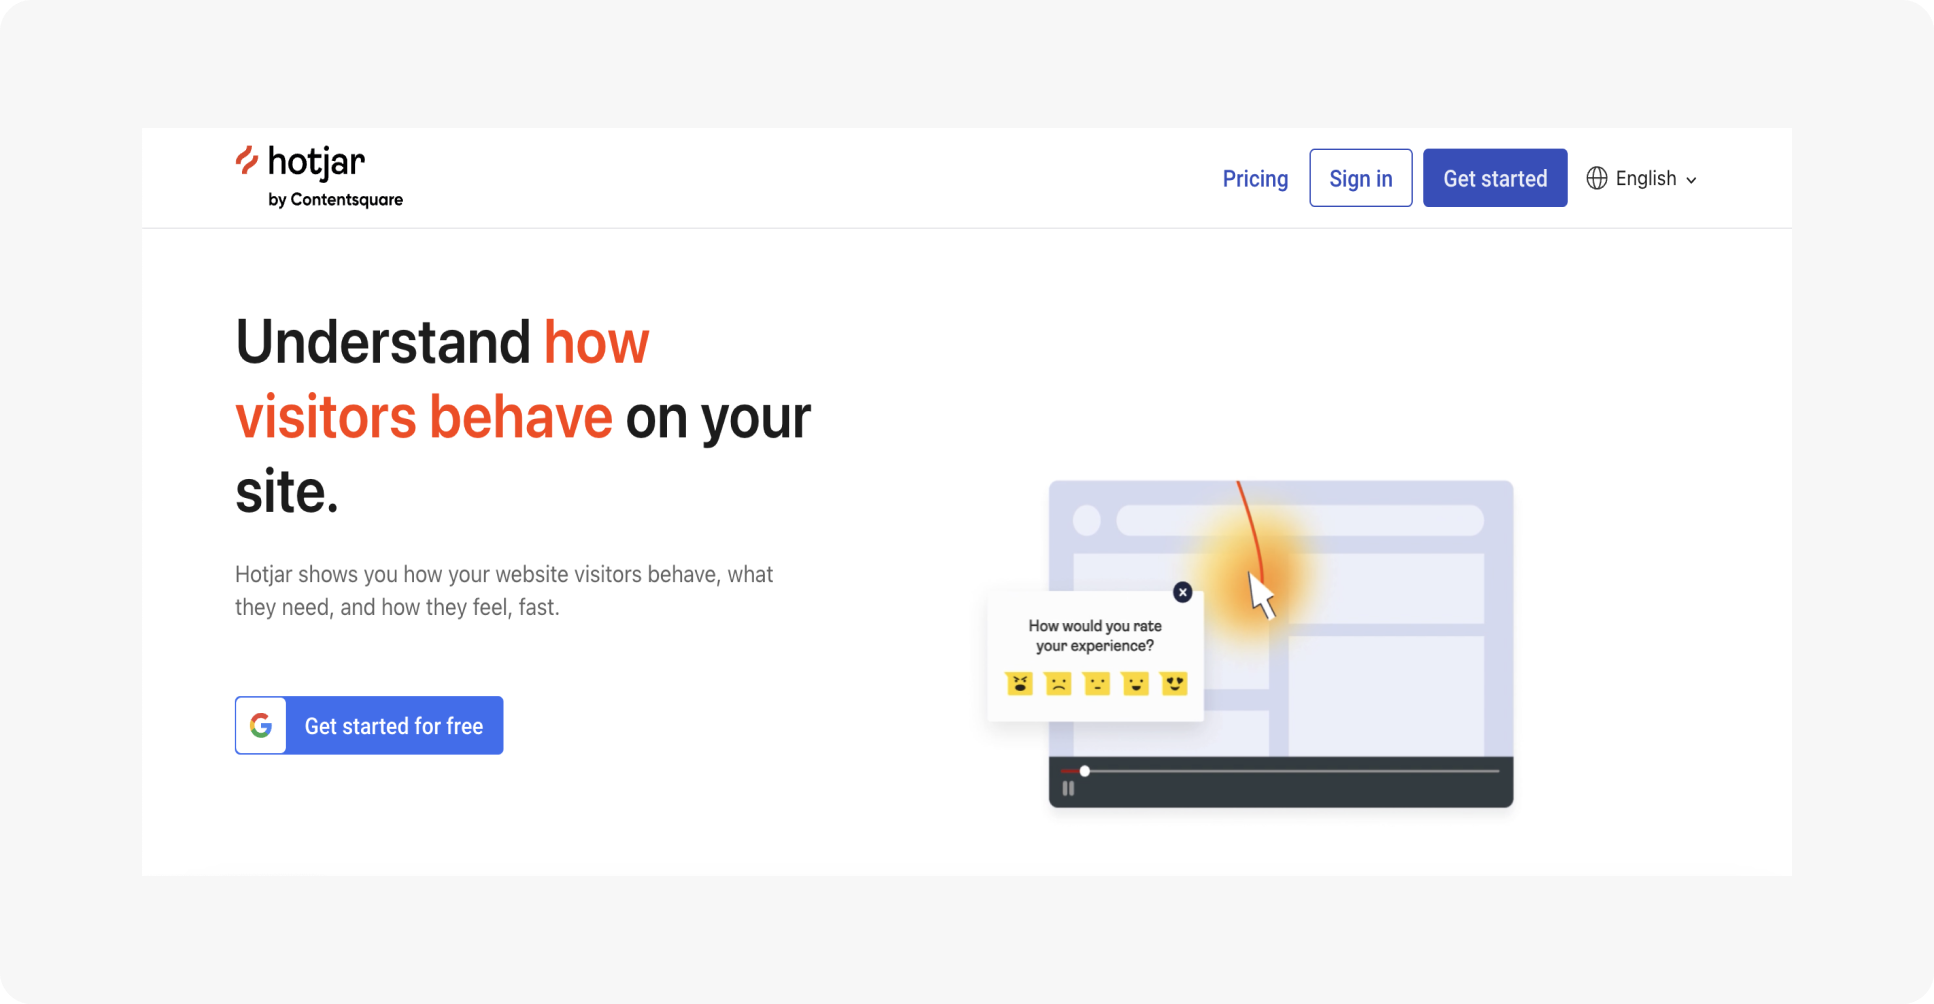 hotjar
by Contentsquare
Pricing
Sign in
Get started
English
Understand how
visitors behave on your
site.
Hotjar shows you how your website visitors behave, what
they need, and how they feel, fast.
Get started for free
How would you rate
your experience?